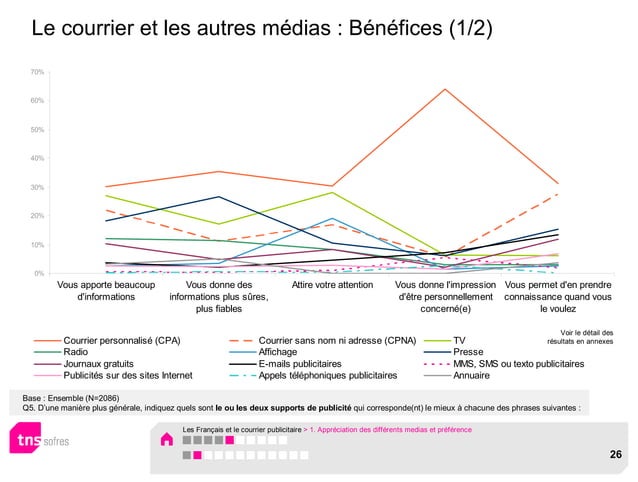 Le courrier et les autres médias : Bénéfices (1/2)
70%
60%
50%
40%
30%
20%
10%
0%
Vous apporte beaucoup
d'informations
Vous donne des
informations plus sûres,
plus fiables
Attire votre attention
Vous donne l'impression
d'être personnellement
concerné(e)
Vous permet d'en prendre
connaissance quand vous
le voulez
Voir le détail des
résultats en annexes
Courrier personnalisé (CPA)
Courrier sans nom ni adresse (CPNA)
TV
Radio
Affichage
Presse
Journaux gratuits
E-mails publicitaires
MMS, SMS ou texto publicitaires
Publicités sur des sites Internet
Appels téléphoniques publicitaires
Annuaire
Base : Ensemble (N=2086)
Q5. D'une manière plus générale, indiquez quels sont le ou les deux supports de publicité qui corresponde(nt) le mieux à chacune des phrases suivantes :
tns sofres
Les Français et le courrier publicitaire > 1. Appréciation des différents medias et préférence
26